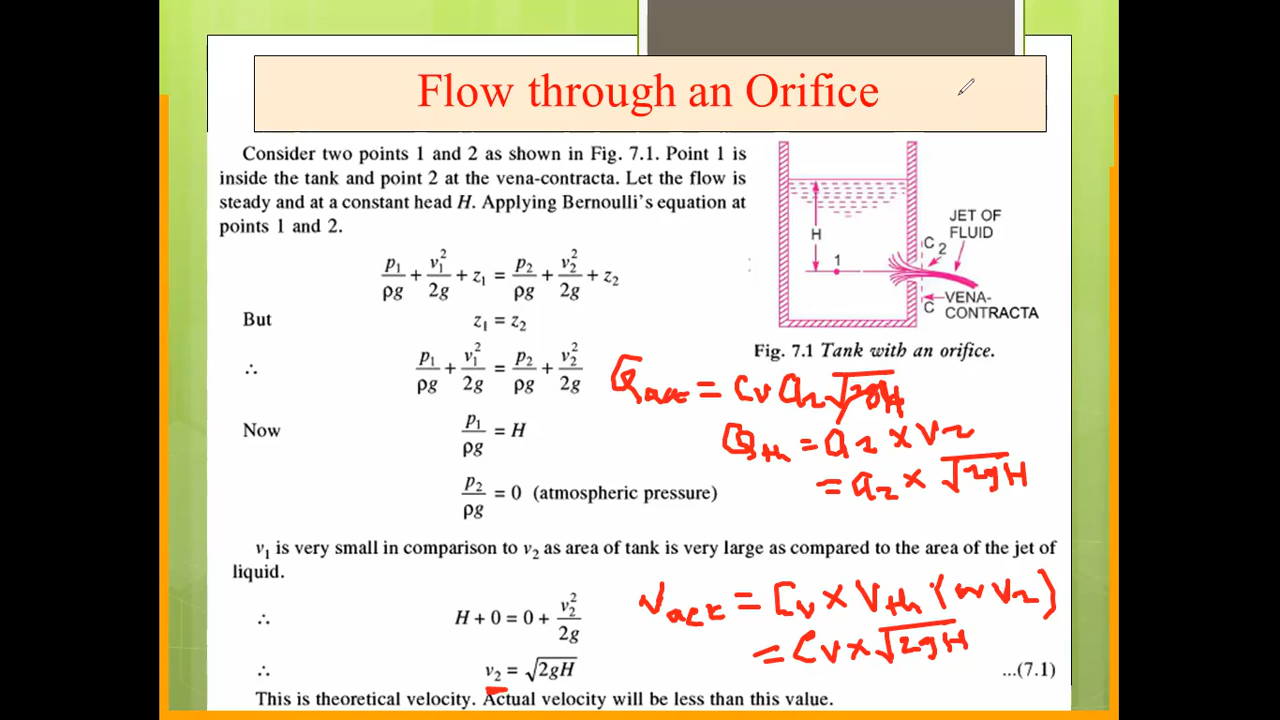 Flow through an Orifice
Consider two points 1 and 2 as shown in Fig. 7.1. Point 1 is
inside the tank and point 2 at the vena-contracta. Let the flow is
steady and at a constant head H. Applying Bernoulli's equation at
points 1 and 2.
p₁/ρg + v₁²/2g + z₁ = p₂/ρg + v₂²/2g + z₂
But z₁ = z₂
∴ p₁/ρg + v₁²/2g = p₂/ρg + v₂²/2g
Now p₁/ρg = H
p₂/ρg = 0 (atmospheric pressure)
v₁ is very small in comparison to v₂ as area of tank is very large as compared to the area of the jet of
liquid.
∴ H + 0 = 0 + v₂²/2g
∴ v₂ = √2gH ...(7.1)
This is theoretical velocity. Actual velocity will be less than this value.
H
1
C 2
JET OF
FLUID
C
VENA-
CONTRACTA
Fig. 7.1 Tank with an orifice.
Qact = Cv a2 √2gH
Qth = a2 × V2
= a2 × √2gH
Vact = Cv × Vth (or V2)
= Cv × √2gH